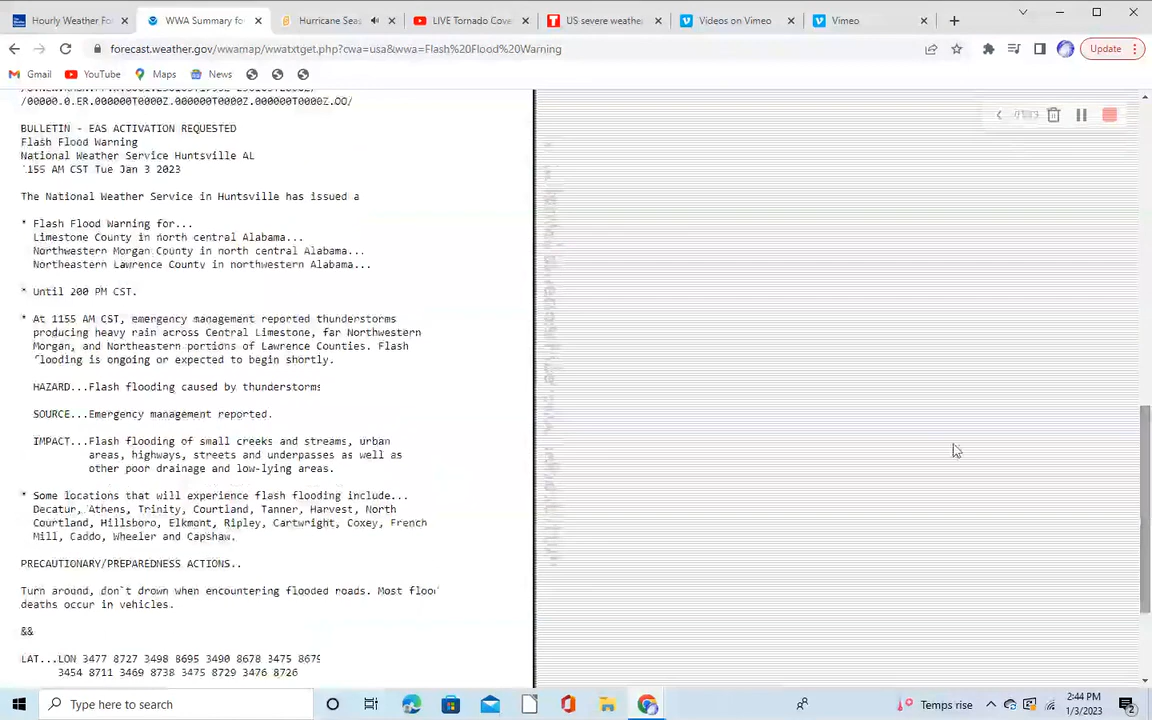 Hourly Weather Fo
WWA Summary fo
Hurricane Seas
LIVE Tornado Cove
US severe weathe
Videos on Vimeo
Vimeo
forecast.weather.gov/wwamap/wwatxtget.php?cwa=usa&wwa=Flash%20Flood%20Warning
Update
Gmail
YouTube
Maps
News
/00000.0.ER.000000T0000Z.000000T0000Z.000000T0000Z.OO/
BULLETIN - EAS ACTIVATION REQUESTED
Flash Flood Warning
National Weather Service Huntsville AL
1155 AM CST Tue Jan 3 2023
The National Weather Service in Huntsville has issued a
* Flash Flood Warning for...
Limestone County in north central Alabama...
Northwestern Morgan County in north central Alabama...
Northeastern Lawrence County in northwestern Alabama...
* Until 200 PM CST.
* At 1155 AM CST, emergency management reported thunderstorms
producing heavy rain across Central Limestone, far Northwestern
Morgan, and Northeastern portions of Lawrence Counties. Flash
flooding is ongoing or expected to begin shortly.
HAZARD...Flash flooding caused by thunderstorms
SOURCE...Emergency management reported.
IMPACT...Flash flooding of small creeks and streams, urban
areas, highways, streets and underpasses as well as
other poor drainage and low-lying areas.
* Some locations that will experience flash flooding include...
Decatur, Athens, Trinity, Courtland, Tanner, Harvest, North
Courtland, Hillsboro, Elkmont, Ripley, Cartwright, Coxey, French
Mill, Caddo, Wheeler and Capshaw.
PRECAUTIONARY/PREPAREDNESS ACTIONS..
Turn around, don`t drown when encountering flooded roads. Most flood
deaths occur in vehicles.
&&
LAT...LON 3477 8727 3498 8695 3490 8678 3475 8679
3454 8711 3469 8738 3475 8729 3476 8726
Type here to search
Temps rise
2:44 PM
1/3/2023
2